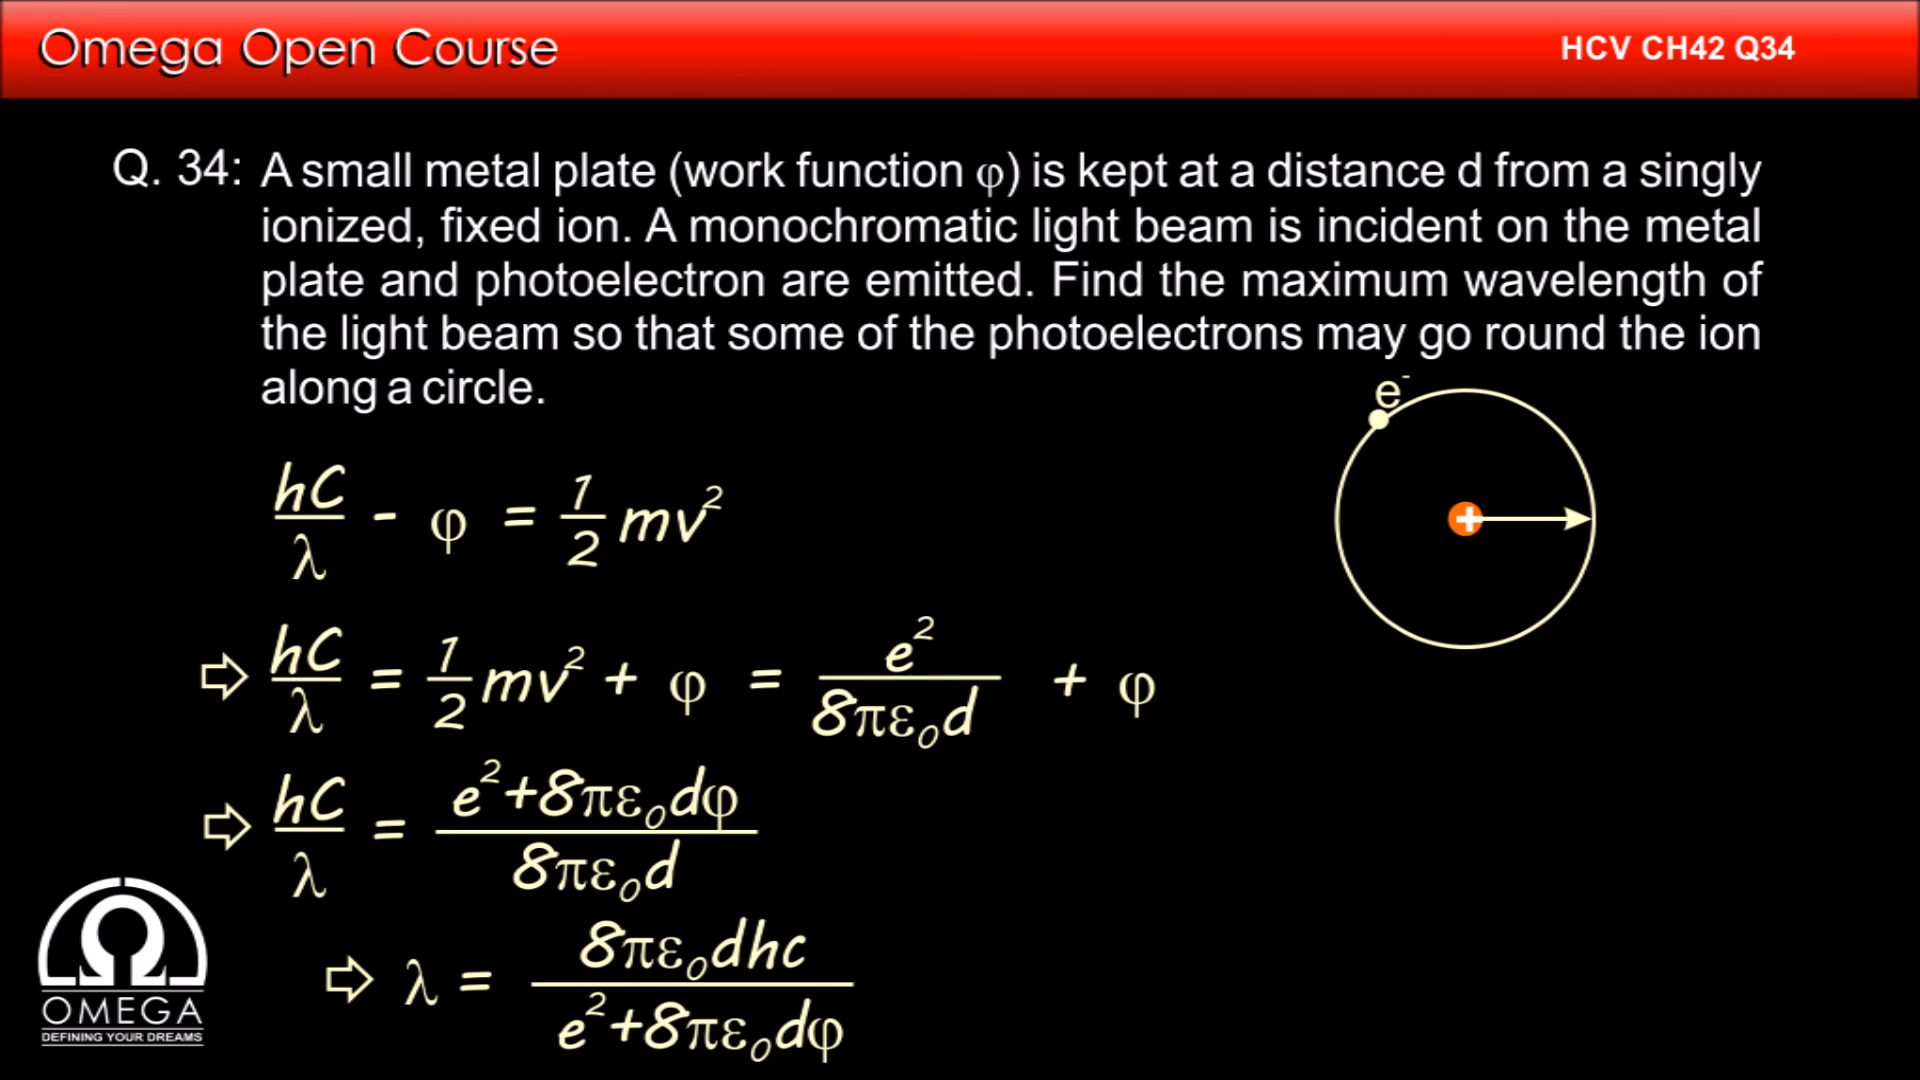 Omega Open Course
HCV CH42 Q34
Q. 34: A small metal plate (work function φ) is kept at a distance d from a singly
ionized, fixed ion. A monochromatic light beam is incident on the metal
plate and photoelectron are emitted. Find the maximum wavelength of
the light beam so that some of the photoelectrons may go round the ion
along a circle.
e⁻
+
hC/λ - φ = 1/2 mv²
⇨ hC/λ = 1/2 mv² + φ = e²/8πε₀d + φ
⇨ hC/λ = e²+8πε₀dφ/8πε₀d
⇨ λ = 8πε₀dhc/e²+8πε₀dφ
Ω
OMEGA
DEFINING YOUR DREAMS